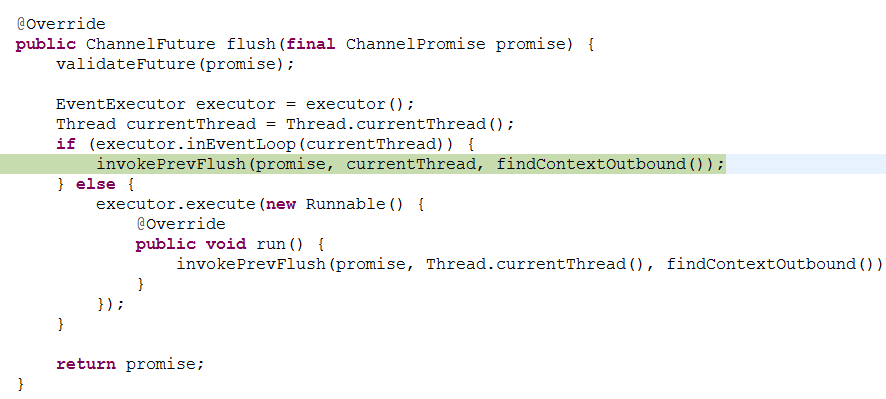 @Override
public ChannelFuture flush(final ChannelPromise promise) {
    validateFuture(promise);

    EventExecutor executor = executor();
    Thread currentThread = Thread.currentThread();
    if (executor.inEventLoop(currentThread)) {
        invokePrevFlush(promise, currentThread, findContextOutbound());
    } else {
        executor.execute(new Runnable() {
            @Override
            public void run() {
                invokePrevFlush(promise, Thread.currentThread(), findContextOutbound())
            }
        });
    }

    return promise;
}